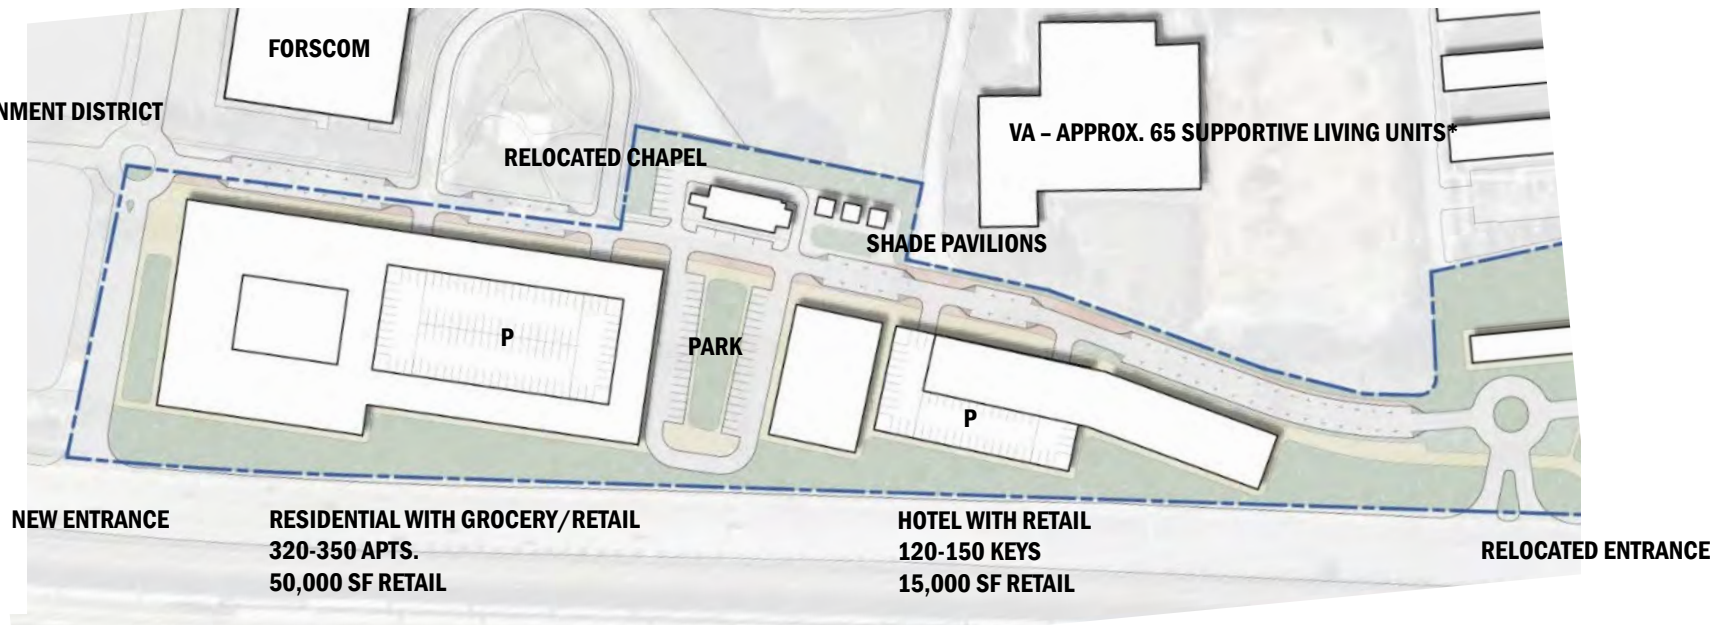 FORSCOM
NMENT DISTRICT
VA – APPROX. 65 SUPPORTIVE LIVING UNITS*
RELOCATED CHAPEL
SHADE PAVILIONS
P
PARK
P
NEW ENTRANCE
RESIDENTIAL WITH GROCERY/RETAIL
320-350 APTS.
50,000 SF RETAIL
HOTEL WITH RETAIL
120-150 KEYS
15,000 SF RETAIL
RELOCATED ENTRANCE